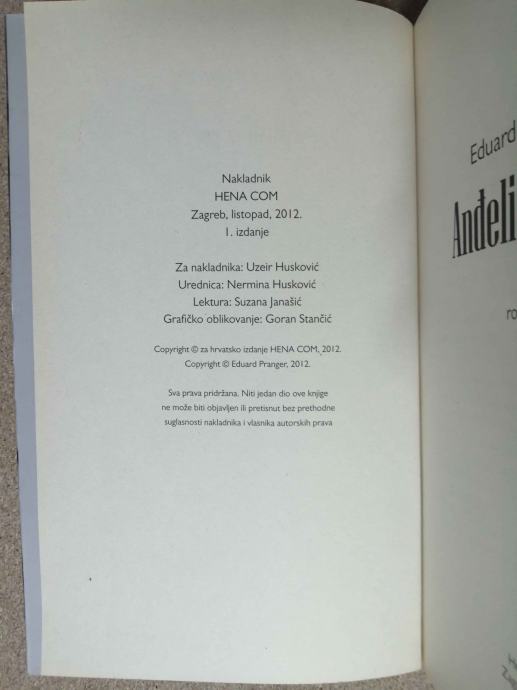 Nakladnik
HENA COM
Zagreb, listopad, 2012.
1. izdanje
Za nakladnika: Uzeir Husković
Urednica: Nermina Husković
Lektura: Suzana Janašić
Grafičko oblikovanje: Goran Stančić
Copyright © za hrvatsko izdanje HENA COM, 2012.
Copyright © Eduard Pranger, 2012.
Sva prava pridržana. Niti jedan dio ove knjige
ne može biti objavljen ili pretisnut bez prethodne
suglasnosti nakladnika i vlasnika autorskih prava
Eduard
Anđeli
ro